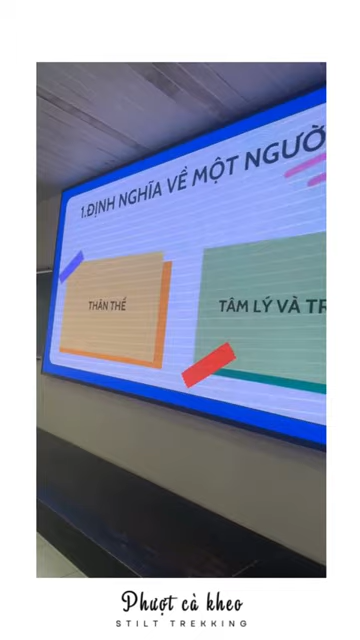 1.ĐỊNH NGHĨA VỀ MỘT NGƯỜ
THÂN THỂ
TÂM LÝ VÀ TR
Phượt cà kheo
STILT TREKKING